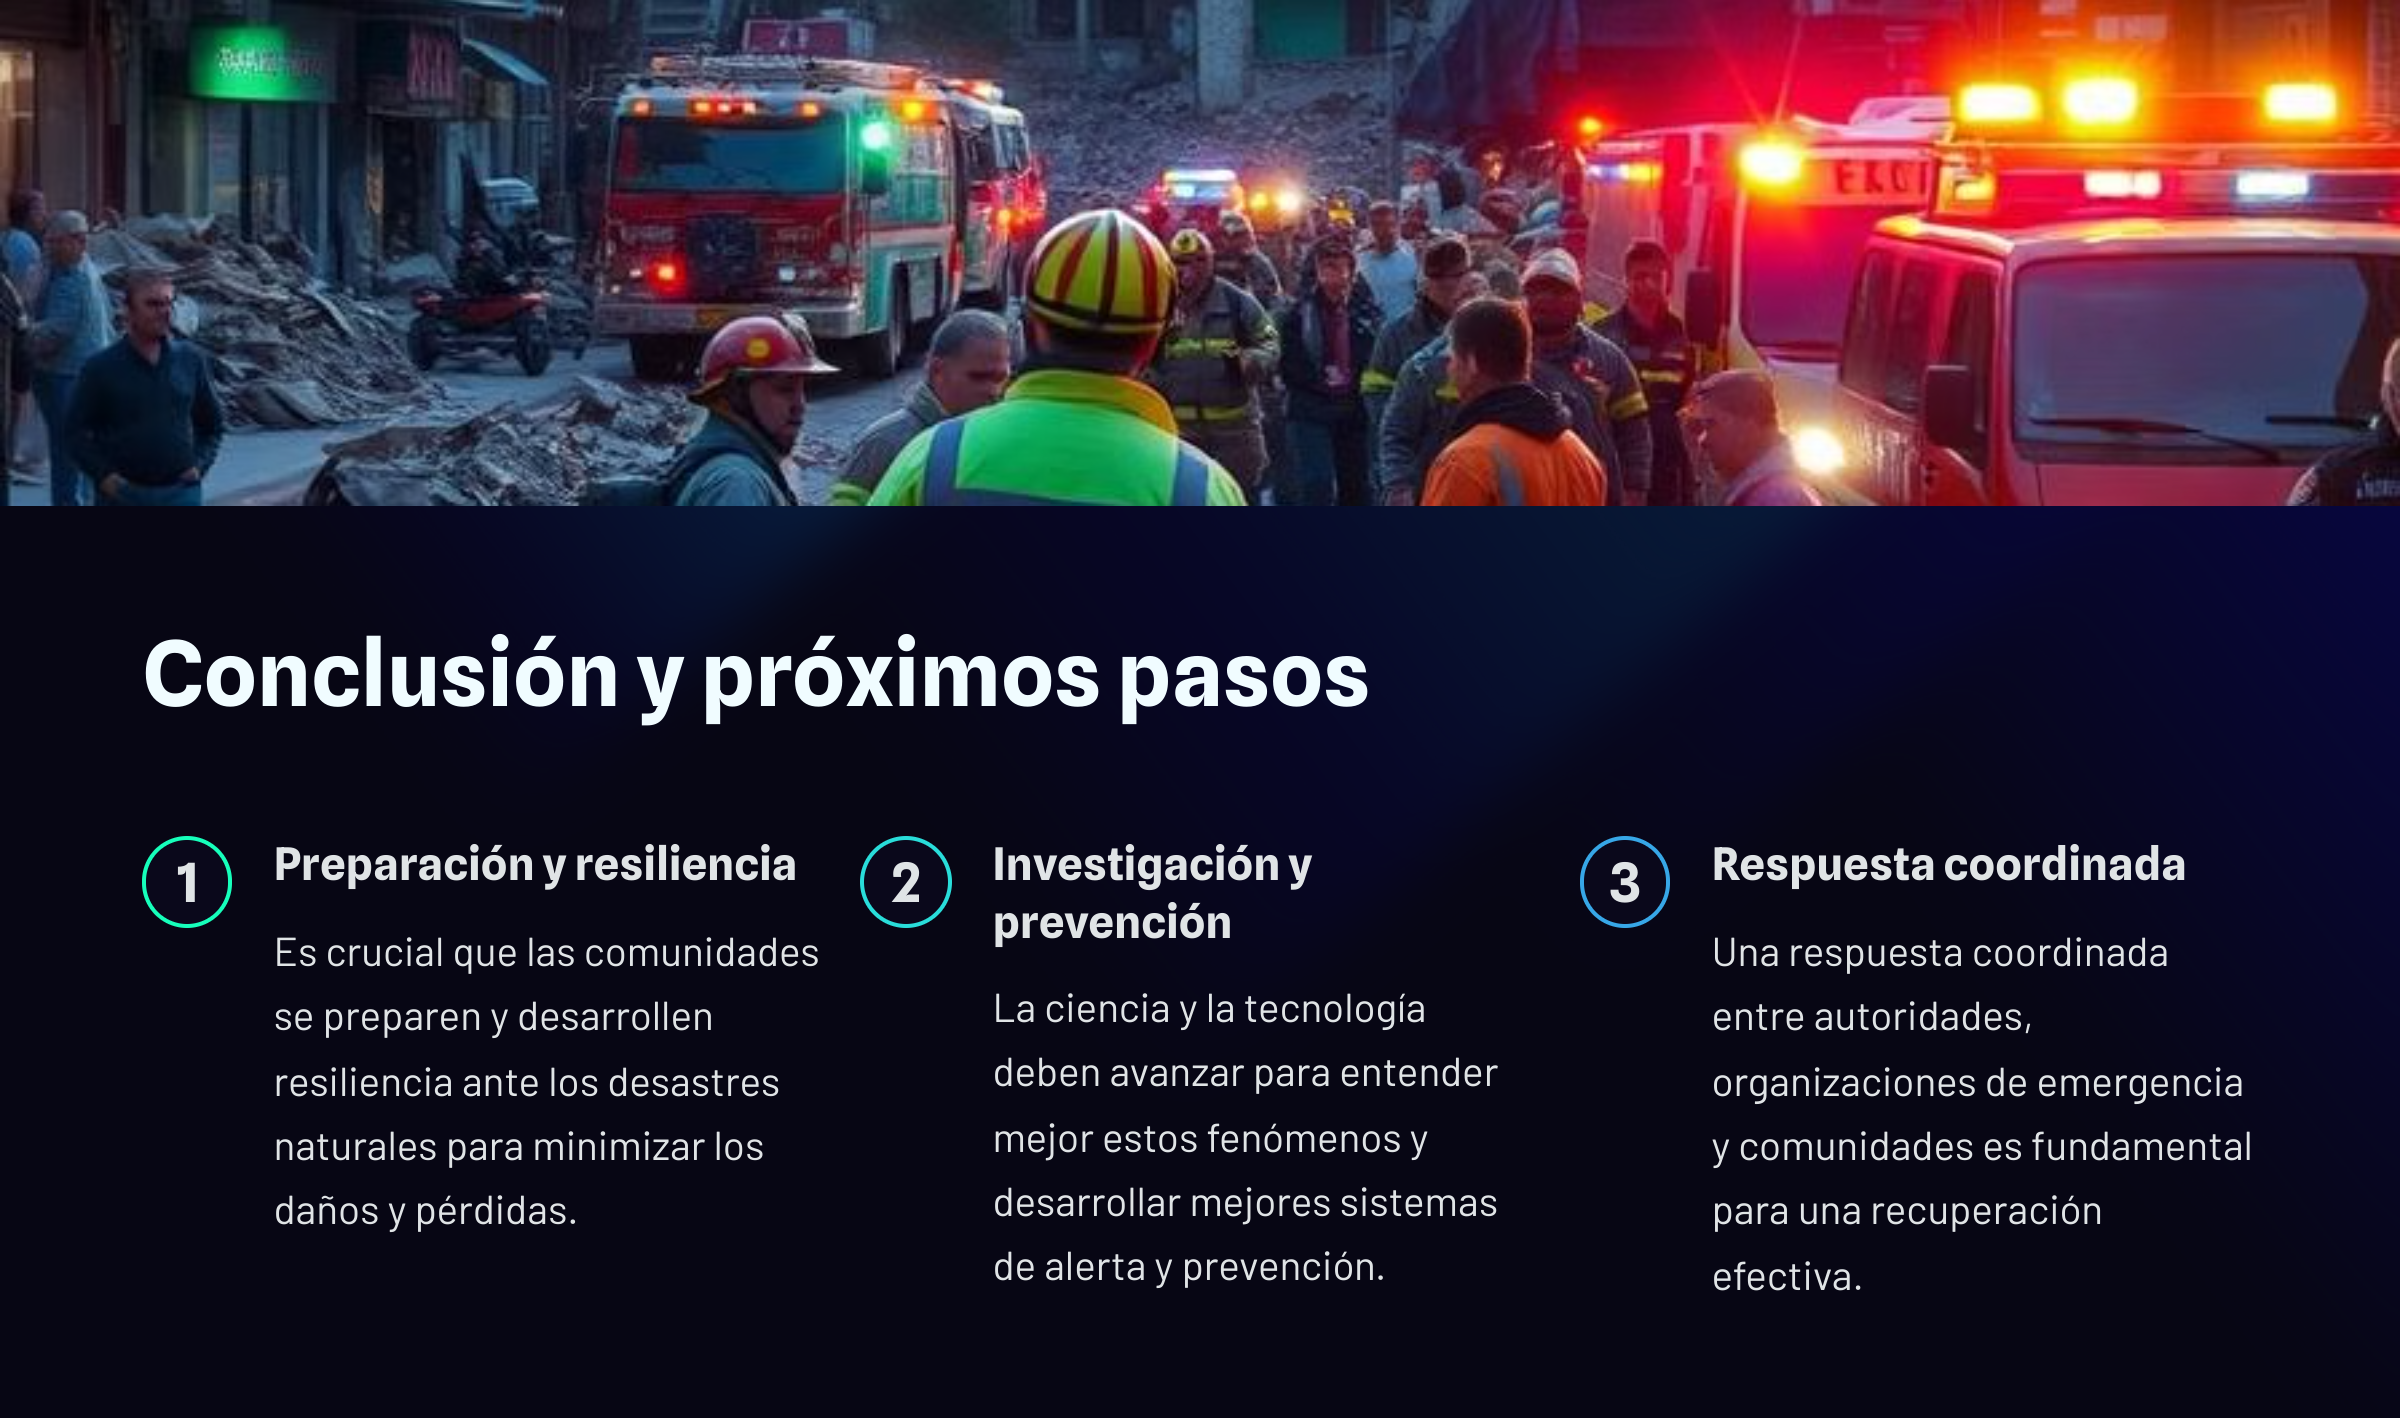 Conclusión y próximos pasos
1
Preparación y resiliencia
Es crucial que las comunidades
se preparen y desarrollen
resiliencia ante los desastres
naturales para minimizar los
daños y pérdidas.
2
Investigación y
prevención
La ciencia y la tecnología
deben avanzar para entender
mejor estos fenómenos y
desarrollar mejores sistemas
de alerta y prevención.
3
Respuesta coordinada
Una respuesta coordinada
entre autoridades,
organizaciones de emergencia
y comunidades es fundamental
para una recuperación
efectiva.